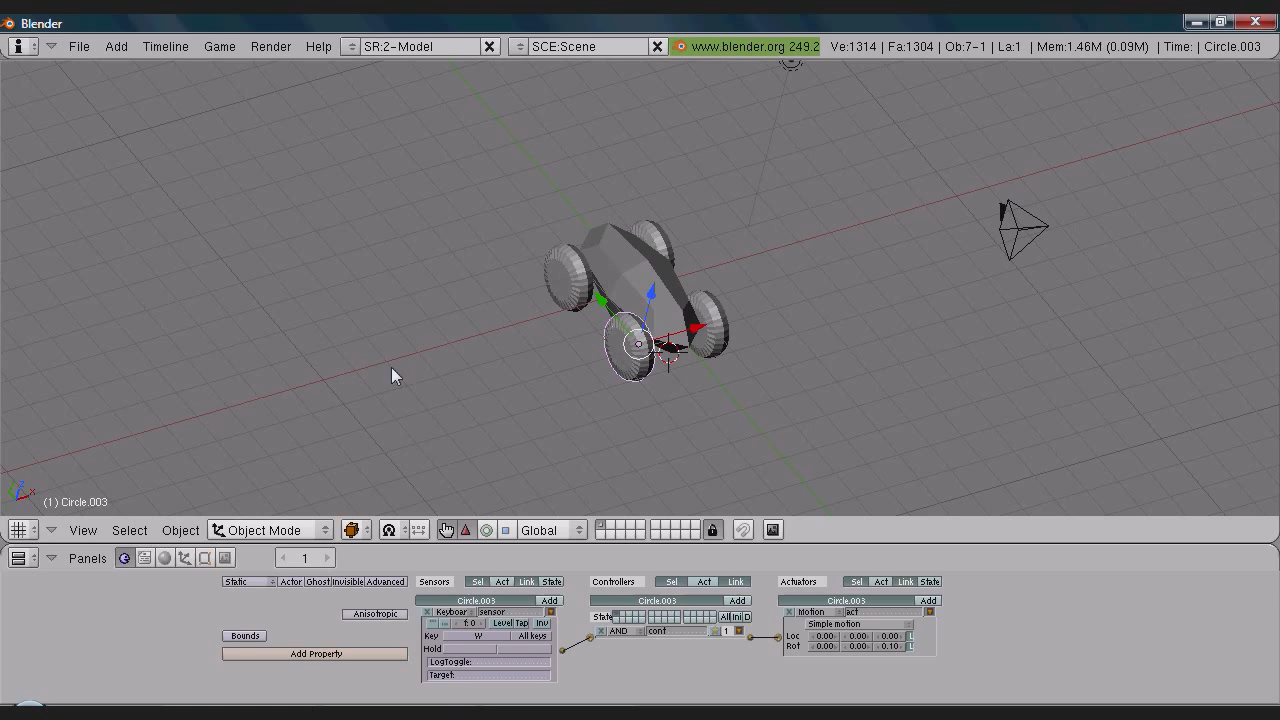 Blender
File Add Timeline Game Render Help SR:2-Model SCE:Scene www.blender.org 249.2 Ve:1314 | Fa:1304 | Ob:7-1 | La:1 | Mem:1.46M (0.09M) | Time: | Circle.003
(1) Circle.003
View Select Object Object Mode Global
Panels 1
Static Actor Ghost Invisible Advanced Sensors Sel Act Link State Controllers Sel Act Link Actuators Sel Act Link State
Circle.003 Add Circle.003 Add Circle.003 Add
Anisotropic X Keyboar sensor State All Ini D X Motion act
f:0 Level Tap Inv Simple motion
Bounds Key W All keys X AND cont 1 Loc 0.00 0.00 0.00 L
Hold Rot 0.00 0.00 0.10 L
Add Property
LogToggle:
Target: